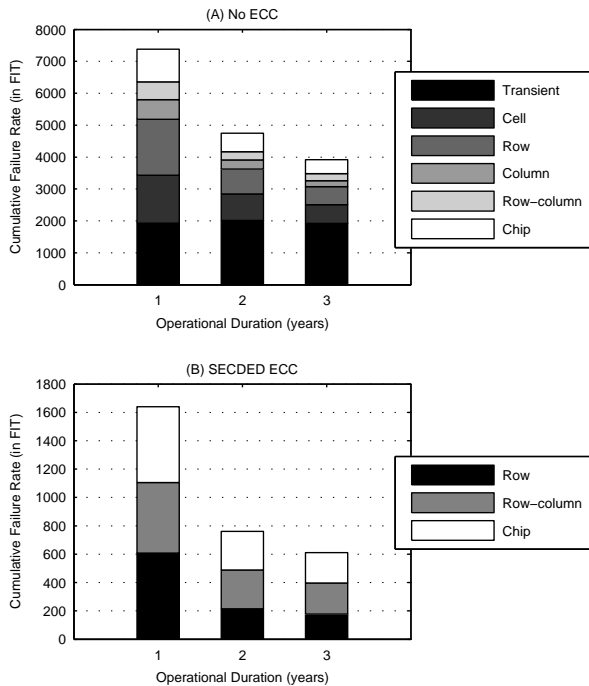 (A) No ECC
8000
7000
6000
5000
4000
3000
2000
1000
0
Cumulative Failure Rate (in FIT)
1 2 3
Operational Duration (years)
Transient
Cell
Row
Column
Row−column
Chip
(B) SECDED ECC
1800
1600
1400
1200
1000
800
600
400
200
0
Cumulative Failure Rate (in FIT)
1 2 3
Operational Duration (years)
Row
Row−column
Chip